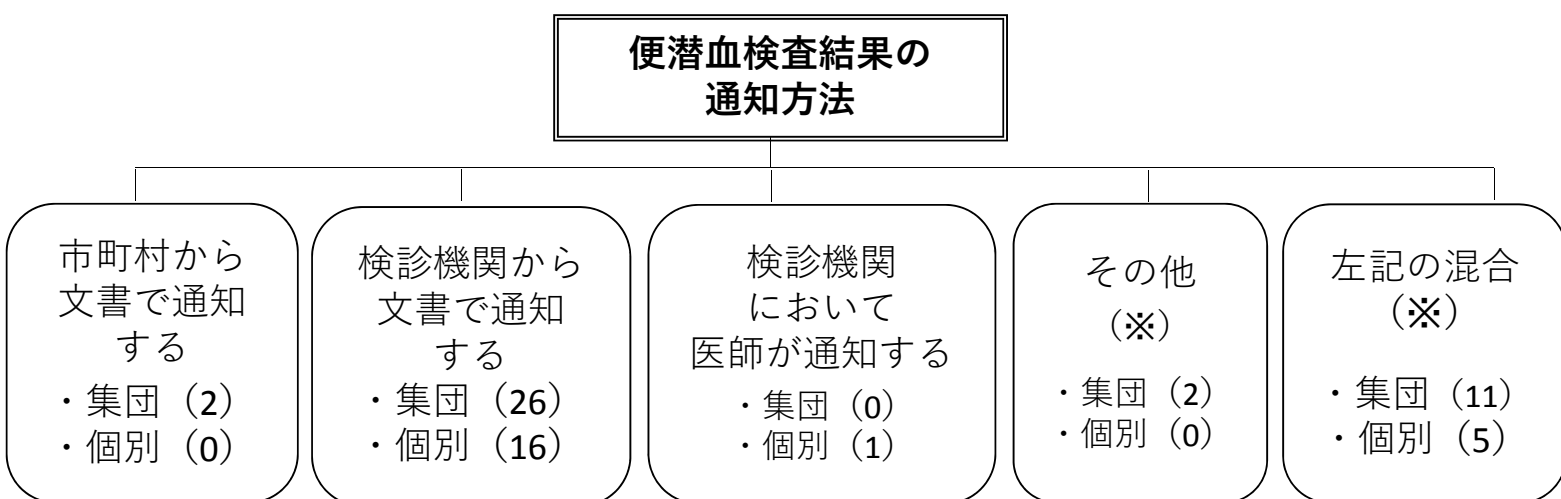 便潜血検査結果の
通知方法
市町村から
文書で通知
する
・集団（2）
・個別（0）
検診機関から
文書で通知
する
・集団（26）
・個別（16）
検診機関
において
医師が通知する
・集団（0）
・個別（1）
その他
（※）
・集団（2）
・個別（0）
左記の混合
（※）
・集団（11）
・個別（5）